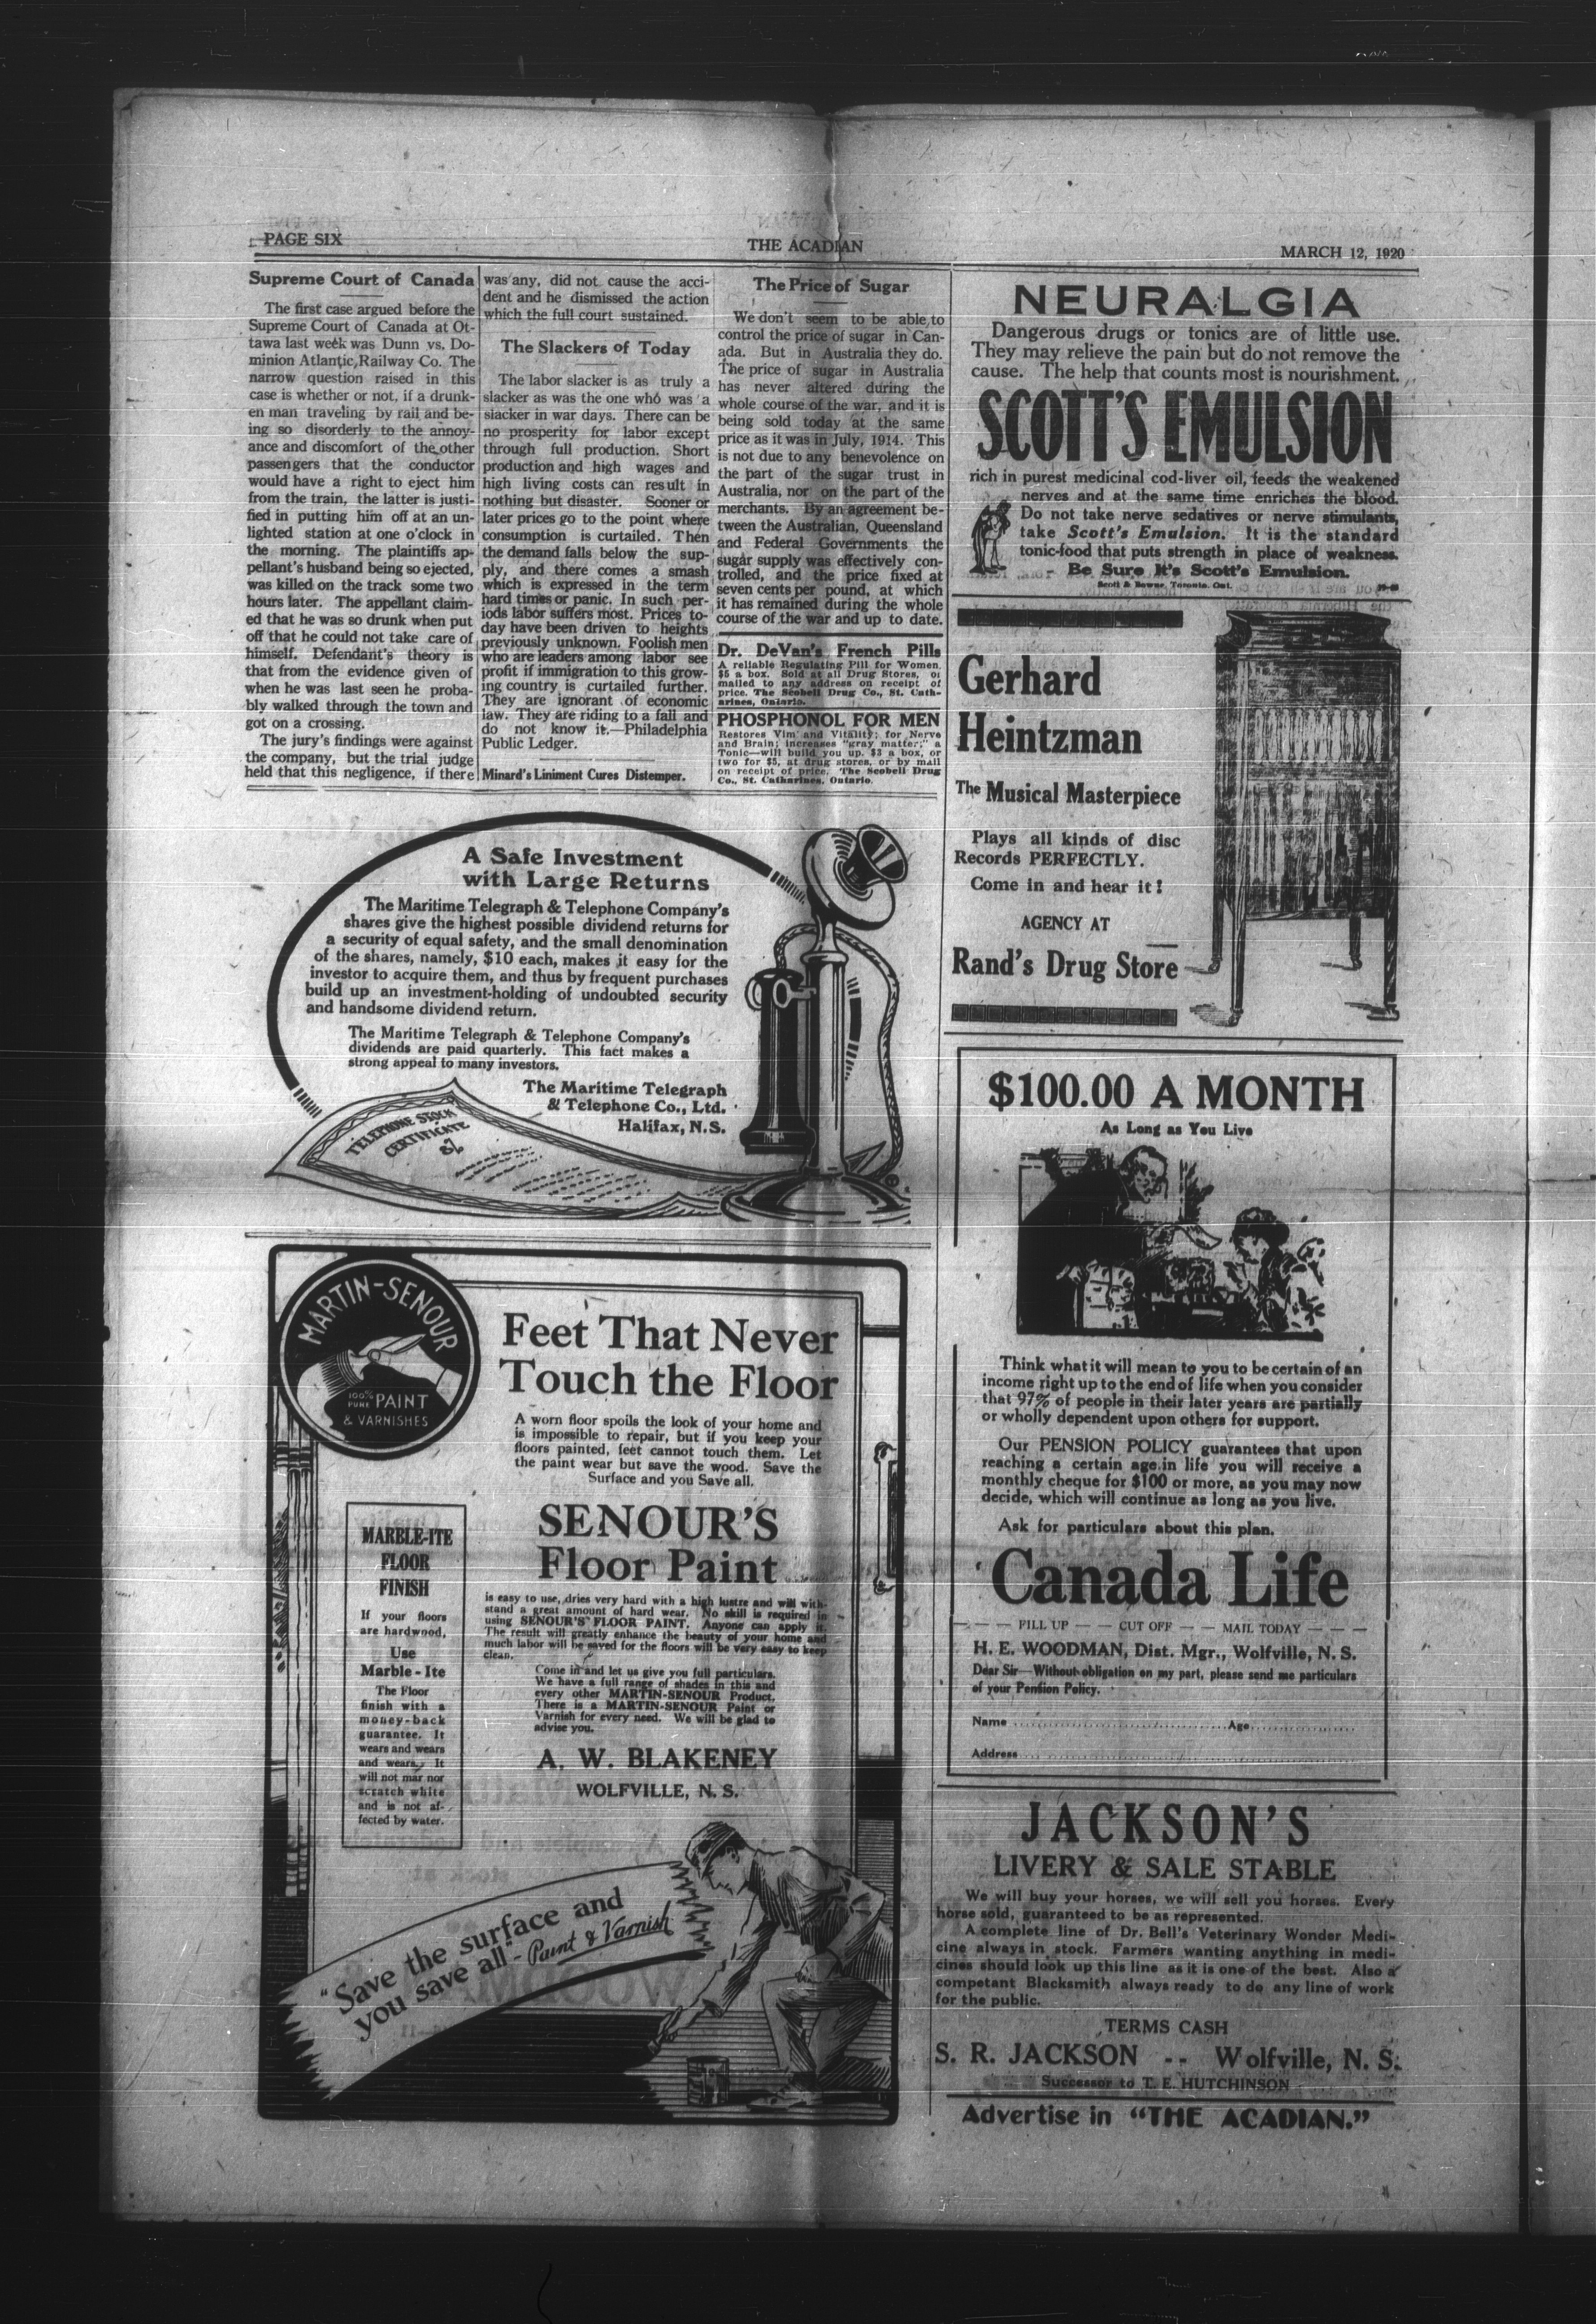 PAGE SIX
THE ACADIAN
MARCH 12, 1920
Supreme Court of Canada
The first case argued before the
Supreme Court of Canada at Ot-
tawa last week was Dunn vs. Do-
minion Atlantic Railway Co. The
narrow question raised in this
case is whether or not, if a drunk-
en man traveling by rail and be-
ing so disorderly to the annoy-
ance and discomfort of the other
passengers that the conductor
would have a right to eject him
from the train, the latter is justi-
fied in putting him off at an un-
lighted station at one o'clock in
the morning. The plaintiffs ap-
pellant's husband being so ejected,
was killed on the track some two
hours later. The appellant claim-
ed that he was so drunk when put
off that he could not take care of
himself. Defendant's theory is
that from the evidence given of
when he was last seen he proba-
bly walked through the town and
got on a crossing.
The jury's findings were against
the company, but the trial judge
held that this negligence, if there
was any, did not cause the acci-
dent and he dismissed the action
which the full court sustained.
The Slackers of Today
The labor slacker is as truly a
slacker as was the one who was a
slacker in war days. There can be
no prosperity for labor except
through full production. Short
production and high wages and
high living costs can result in
nothing but disaster. Sooner or
later prices go to the point where
consumption is curtailed. Then
the demand falls below the sup-
ply, and there comes a smash
which is expressed in the term
hard times or panic. In such per-
iods labor suffers most. Prices to-
day have been driven to heights
previously unknown. Foolish men
who are leaders among labor see
profit if immigration to this grow-
ing country is curtailed further.
They are ignorant of economic
law. They are riding to a fall and
do not know it.—Philadelphia
Public Ledger.
Minard's Liniment Cures Distemper.
The Price of Sugar
We don't seem to be able to
control the price of sugar in Can-
ada. But in Australia they do.
The price of sugar in Australia
has never altered during the
whole course of the war, and it is
being sold today at the same
price as it was in July, 1914. This
is not due to any benevolence on
the part of the sugar trust in
Australia, nor on the part of the
merchants. By an agreement be-
tween the Australian, Queensland
and Federal Governments the
sugar supply was effectively con-
trolled, and the price fixed at
seven cents per pound, at which
it has remained during the whole
course of the war and up to date.
Dr. DeVan's French Pills
A reliable Regulating Pill for Women.
$5 a box. Sold at all Drug Stores, or
mailed to any address on receipt of
price. The Scobell Drug Co., St. Cath-
arines, Ontario.
PHOSPHONOL FOR MEN
Restores Vim and Vitality; for Nerve
and Brain; increases "gray matter;" a
Tonic—will build you up. $3 a box, or
two for $5, at drug stores, or by mail
on receipt of price. The Scobell Drug
Co., St. Catharines, Ontario.
A Safe Investment
with Large Returns
The Maritime Telegraph & Telephone Company's
shares give the highest possible dividend returns for
a security of equal safety, and the small denomination
of the shares, namely, $10 each, makes it easy for the
investor to acquire them, and thus by frequent purchases
build up an investment-holding of undoubted security
and handsome dividend return.
The Maritime Telegraph & Telephone Company's
dividends are paid quarterly. This fact makes a
strong appeal to many investors.
The Maritime Telegraph
& Telephone Co., Ltd.
Halifax, N.S.
TELEPHONE STOCK
CERTIFICATE
8%
MARTIN-SENOUR
100% PURE PAINT
& VARNISHES
Feet That Never
Touch the Floor
A worn floor spoils the look of your home and
is impossible to repair, but if you keep your
floors painted, feet cannot touch them. Let
the paint wear but save the wood. Save the
Surface and you Save all.
SENOUR'S
Floor Paint
is easy to use, dries very hard with a high lustre and will with-
stand a great amount of hard wear. No skill is required in
using SENOUR'S FLOOR PAINT. Anyone can apply it.
The result will greatly enhance the beauty of your home and
much labor will be saved for the floors will be very easy to keep
clean.
Come in and let us give you full particulars.
We have a full range of shades in this and
every other MARTIN-SENOUR Product.
There is a MARTIN-SENOUR Paint or
Varnish for every need. We will be glad to
advise you.
A. W. BLAKENEY
WOLFVILLE, N. S.
MARBLE-ITE
FLOOR
FINISH
If your floors
are hardwood,
Use
Marble-Ite
The Floor
finish with a
money-back
guarantee. It
wears and wears
and wears. It
will not mar nor
scratch white
and is not af-
fected by water.
"Save the surface and
you save all" - Paint & Varnish
NEURALGIA
Dangerous drugs or tonics are of little use.
They may relieve the pain but do not remove the
cause. The help that counts most is nourishment.
SCOTT'S EMULSION
rich in purest medicinal cod-liver oil, feeds the weakened
nerves and at the same time enriches the blood.
Do not take nerve sedatives or nerve stimulants,
take Scott's Emulsion. It is the standard
tonic-food that puts strength in place of weakness.
Be Sure It's Scott's Emulsion.
Scott & Bowne, Toronto, Ont.
Gerhard
Heintzman
The Musical Masterpiece
Plays all kinds of disc
Records PERFECTLY.
Come in and hear it!
AGENCY AT
Rand's Drug Store
$100.00 A MONTH
As Long as You Live
Think what it will mean to you to be certain of an
income right up to the end of life when you consider
that 97% of people in their later years are partially
or wholly dependent upon others for support.
Our PENSION POLICY guarantees that upon
reaching a certain age in life you will receive a
monthly cheque for $100 or more, as you may now
decide, which will continue as long as you live.
Ask for particulars about this plan.
Canada Life
— — FILL UP — — CUT OFF — — MAIL TODAY — — —
H. E. WOODMAN, Dist. Mgr., Wolfville, N. S.
Dear Sir—Without obligation on my part, please send me particulars
of your Pension Policy.
Name ........ Age ........
Address ........
JACKSON'S
LIVERY & SALE STABLE
We will buy your horses, we will sell you horses. Every
horse sold, guaranteed to be as represented.
A complete line of Dr. Bell's Veterinary Wonder Medi-
cine always in stock. Farmers wanting anything in medi-
cines should look up this line as it is one of the best. Also a
competant Blacksmith always ready to do any line of work
for the public.
TERMS CASH
S. R. JACKSON -- Wolfville, N. S.
Successor to T. E. HUTCHINSON
Advertise in "THE ACADIAN."